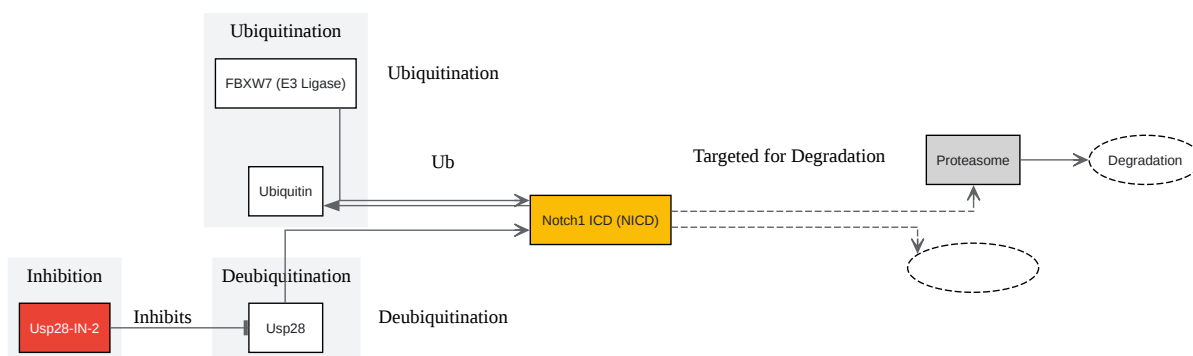 Ubiquitination
FBXW7 (E3 Ligase)
Ubiquitination
Ub
Ubiquitin
Targeted for Degradation
Proteasome
Degradation
Notch1 ICD (NICD)
Inhibition
Usp28-IN-2
Inhibits
Deubiquitination
Usp28
Deubiquitination